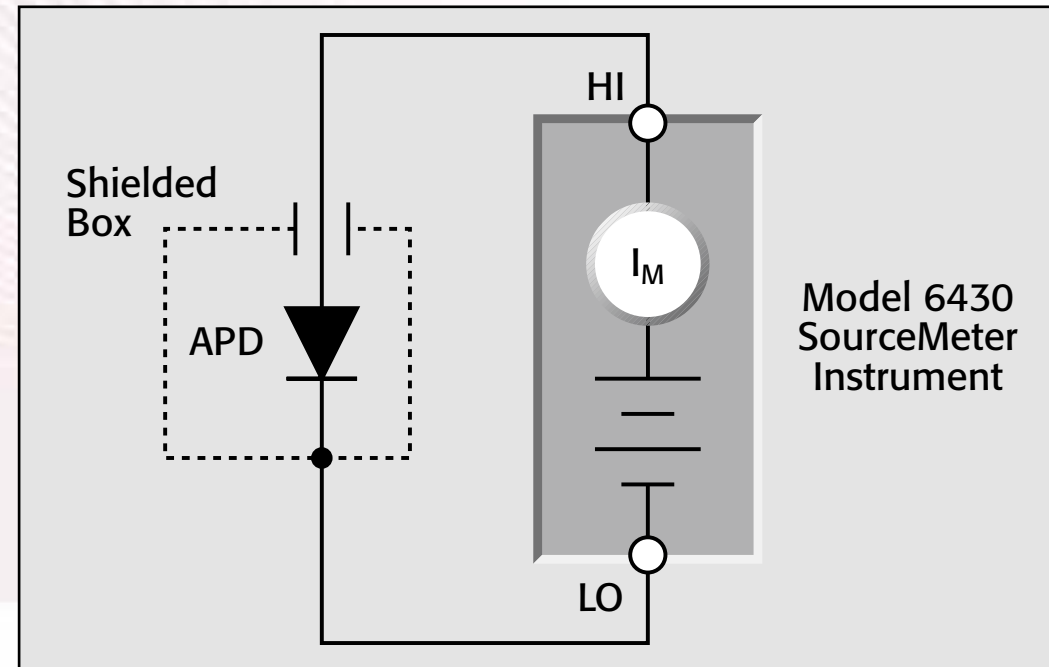 HI
Shielded
Box
I_M
APD
Model 6430
SourceMeter
Instrument
LO